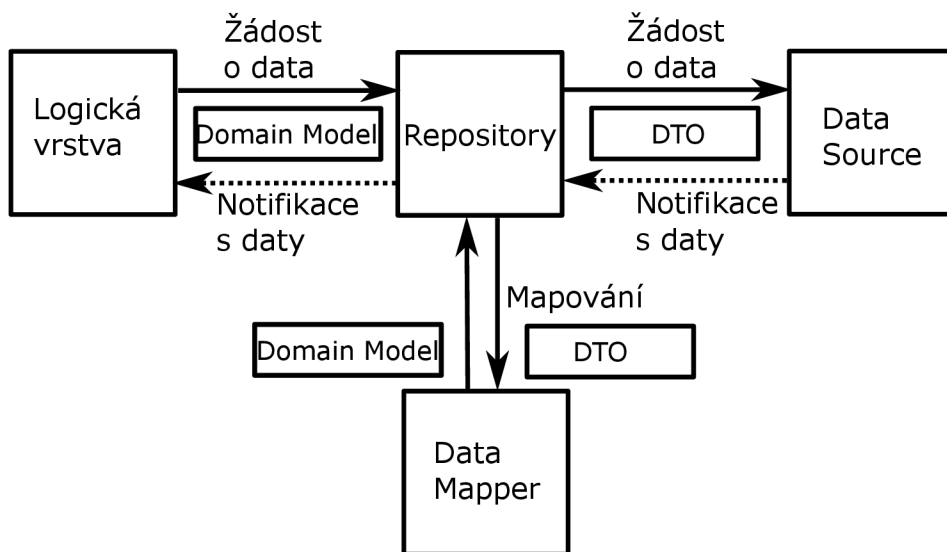 Žádost
o data
Žádost
o data
Logická
vrstva
Domain Model
Repository
DTO
Data
Source
Notifikace
s daty
Notifikace
s daty
Mapování
Domain Model
DTO
Data
Mapper